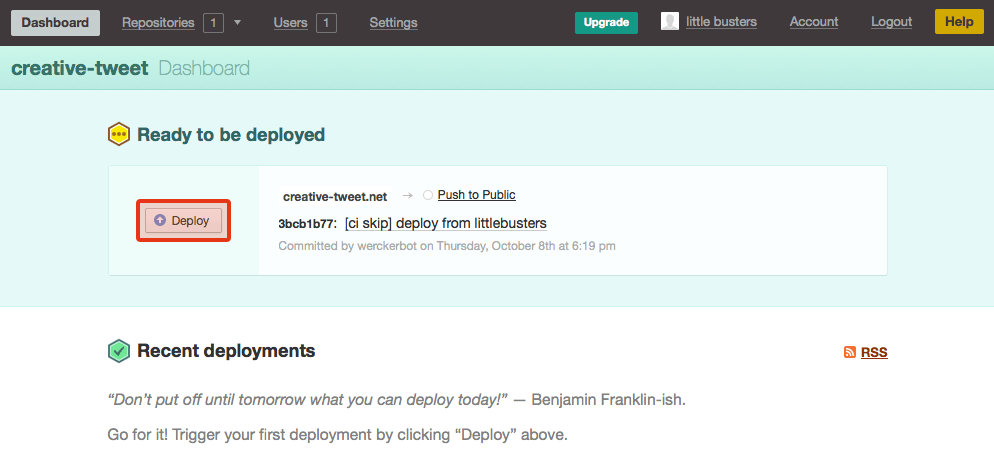 Dashboard Repositories 1 Users 1 Settings Upgrade little busters Account Logout Help
creative-tweet Dashboard
Ready to be deployed
creative-tweet.net → Push to Public
Deploy
3bcb1b77: [ci skip] deploy from littlebusters
Committed by werckerbot on Thursday, October 8th at 6:19 pm
Recent deployments RSS
“Don’t put off until tomorrow what you can deploy today!” — Benjamin Franklin-ish.
Go for it! Trigger your first deployment by clicking “Deploy” above.